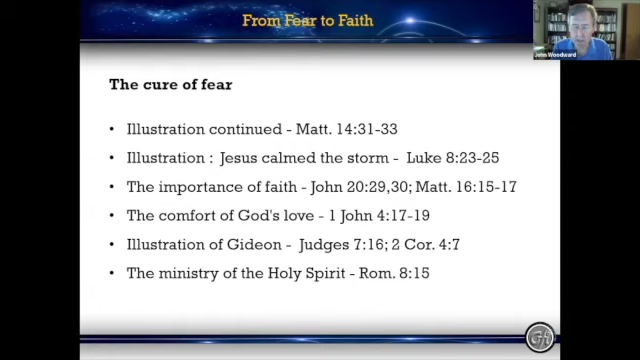 From Fear to Faith
John Woodward
The cure of fear
• Illustration continued - Matt. 14:31-33
• Illustration : Jesus calmed the storm - Luke 8:23-25
• The importance of faith - John 20:29,30; Matt. 16:15-17
• The comfort of God's love - 1 John 4:17-19
• Illustration of Gideon - Judges 7:16; 2 Cor. 4:7
• The ministry of the Holy Spirit - Rom. 8:15